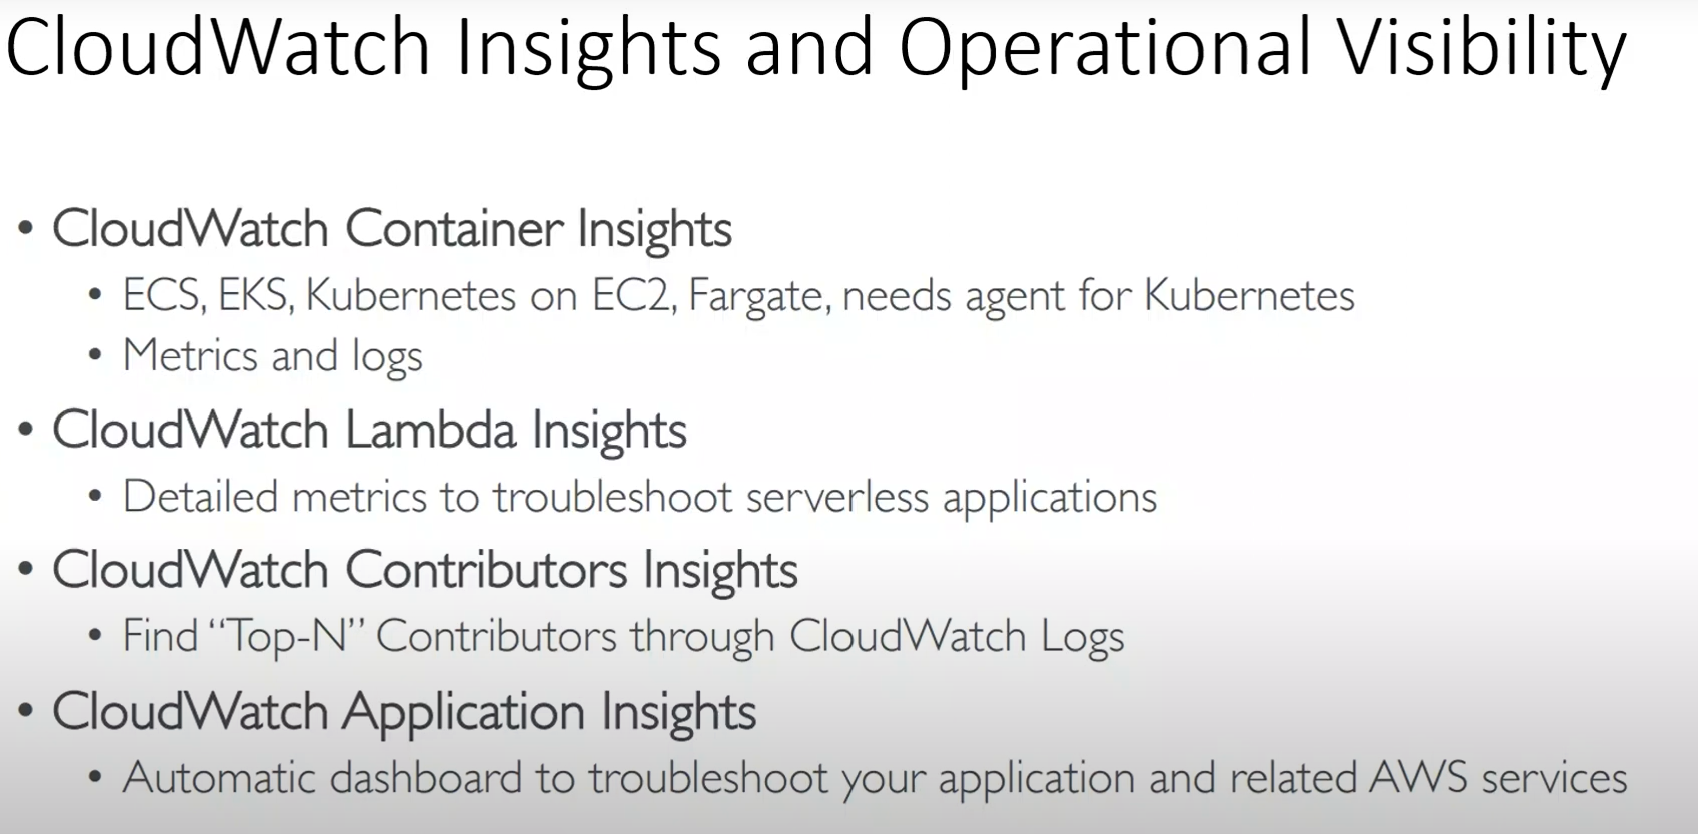 CloudWatch Insights and Operational Visibility
• CloudWatch Container Insights
• ECS, EKS, Kubernetes on EC2, Fargate, needs agent for Kubernetes
• Metrics and logs
• CloudWatch Lambda Insights
• Detailed metrics to troubleshoot serverless applications
• CloudWatch Contributors Insights
• Find “Top-N” Contributors through CloudWatch Logs
• CloudWatch Application Insights
• Automatic dashboard to troubleshoot your application and related AWS services